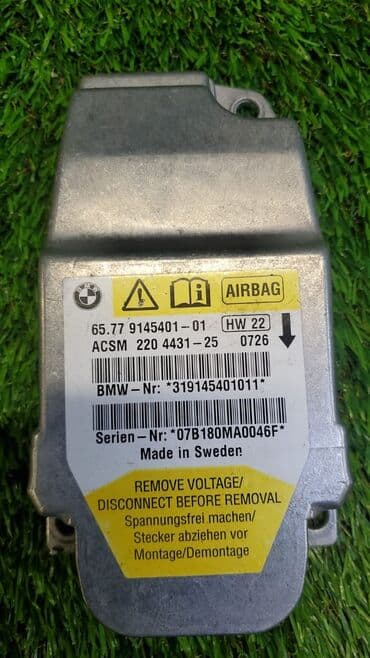 BMW
AIRBAG
65.77 9145401-01 HW 22
ACSM 220 4431-25 0726
BMW-Nr: *319145401011*
Serien-Nr: *07B180MA0046F*
Made in Sweden
REMOVE VOLTAGE/
DISCONNECT BEFORE REMOVAL
Spannungsfrei machen/
Stecker abziehen vor
Montage/Demontage